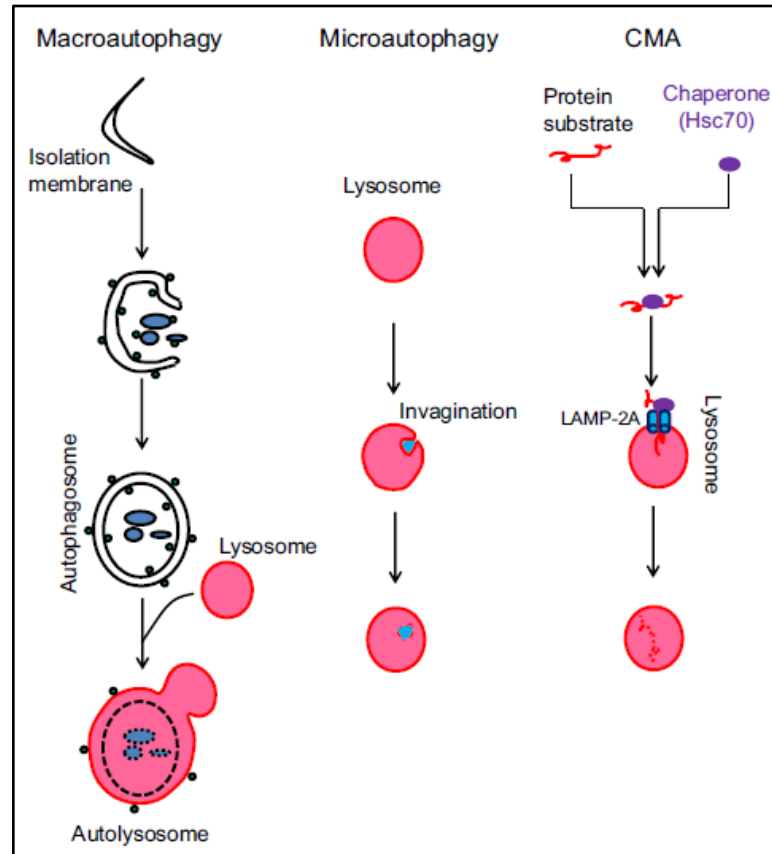 Macroautophagy
Isolation
membrane
Autophagosome
Lysosome
Autolysosome
Microautophagy
Lysosome
Invagination
CMA
Protein
substrate
Chaperone
(Hsc70)
LAMP-2A
Lysosome